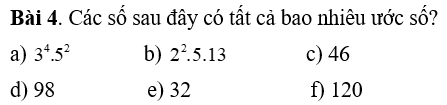 Bài 4. Các số sau đây có tất cả bao nhiêu ước số?
a) 3⁴.5² b) 2².5.13 c) 46
d) 98 e) 32 f) 120